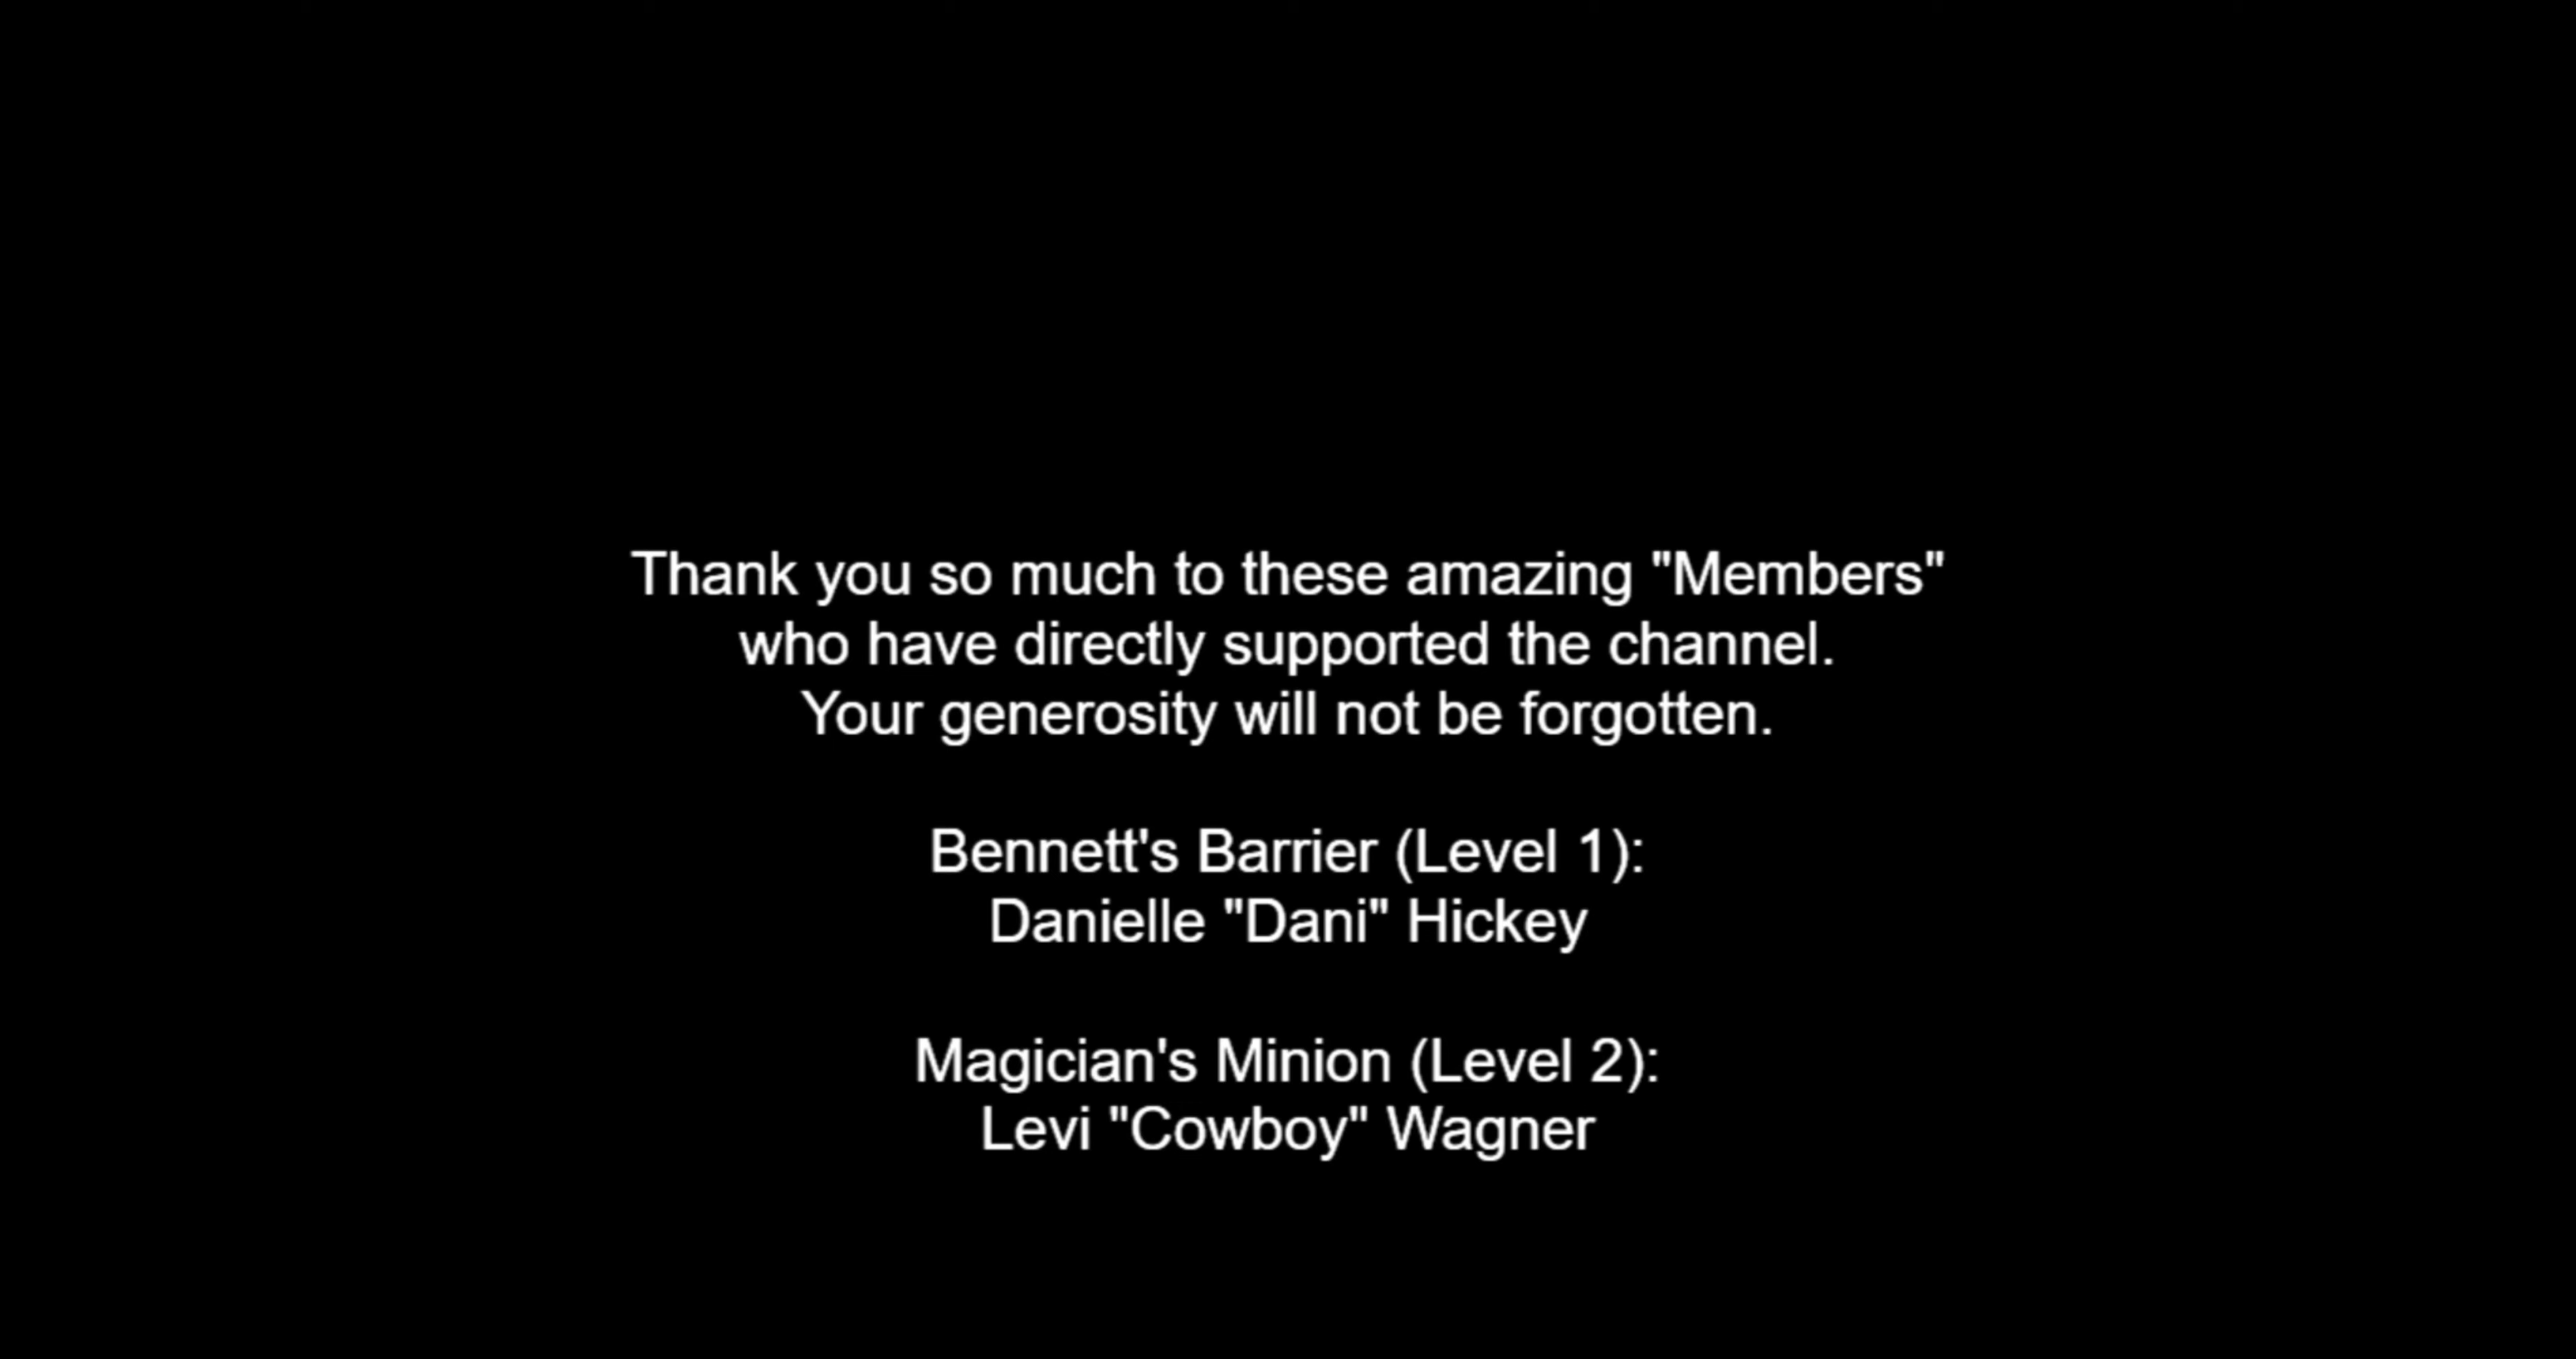 Thank you so much to these amazing "Members"
who have directly supported the channel.
Your generosity will not be forgotten.
Bennett's Barrier (Level 1):
Danielle "Dani" Hickey
Magician's Minion (Level 2):
Levi "Cowboy" Wagner